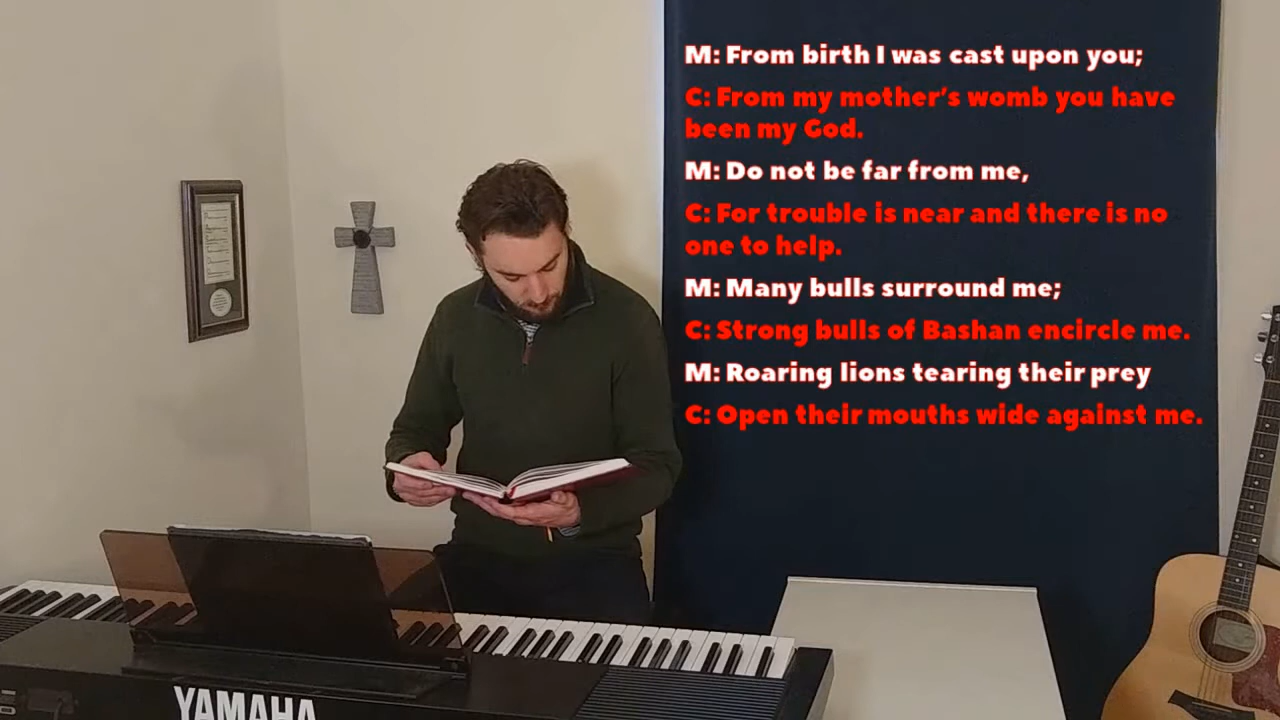 M: From birth I was cast upon you;
C: From my mother's womb you have
been my God.
M: Do not be far from me,
C: For trouble is near and there is no
one to help.
M: Many bulls surround me;
C: Strong bulls of Bashan encircle me.
M: Roaring lions tearing their prey
C: Open their mouths wide against me.
YAMAHA